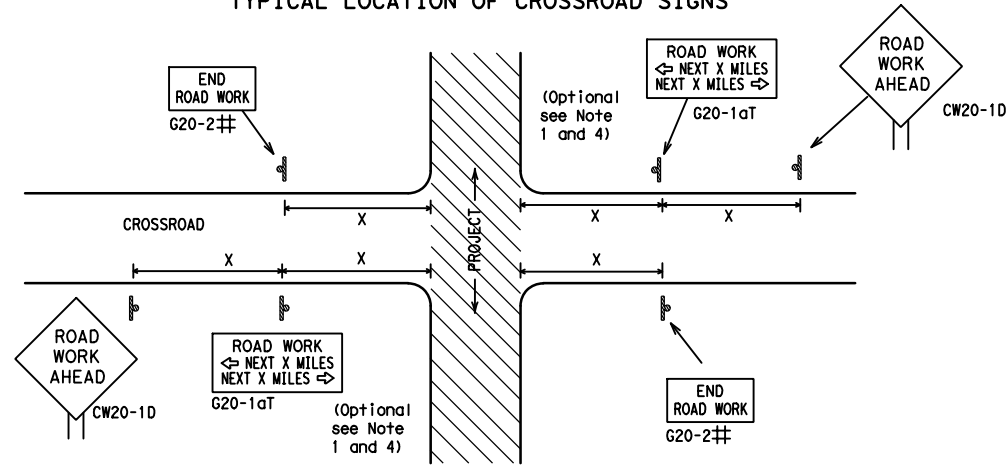 TYPICAL LOCATION OF CROSSROAD SIGNS
ROAD
WORK
AHEAD
CW20-1D
ROAD WORK
⇦ NEXT X MILES
NEXT X MILES ⇨
G20-1aT
(Optional
see Note
1 and 4)
END
ROAD WORK
G20-2⌗
X
X
X
CROSSROAD
PROJECT
X
X
X
ROAD
WORK
AHEAD
CW20-1D
ROAD WORK
⇦ NEXT X MILES
NEXT X MILES ⇨
G20-1aT
(Optional
see Note
1 and 4)
END
ROAD WORK
G20-2⌗